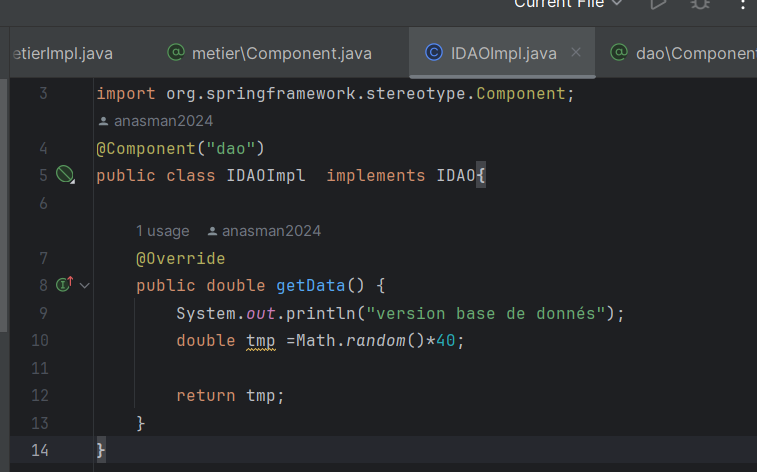 Current File
etierImpl.java metier\Component.java IDAOImpl.java dao\Component
3 import org.springframework.stereotype.Component;
anasman2024
4 @Component("dao")
5 public class IDAOImpl  implements IDAO{
6
1 usage anasman2024
7 @Override
8 public double getData() {
9 System.out.println("version base de donnés");
10 double tmp =Math.random()*40;
11
12 return tmp;
13 }
14 }